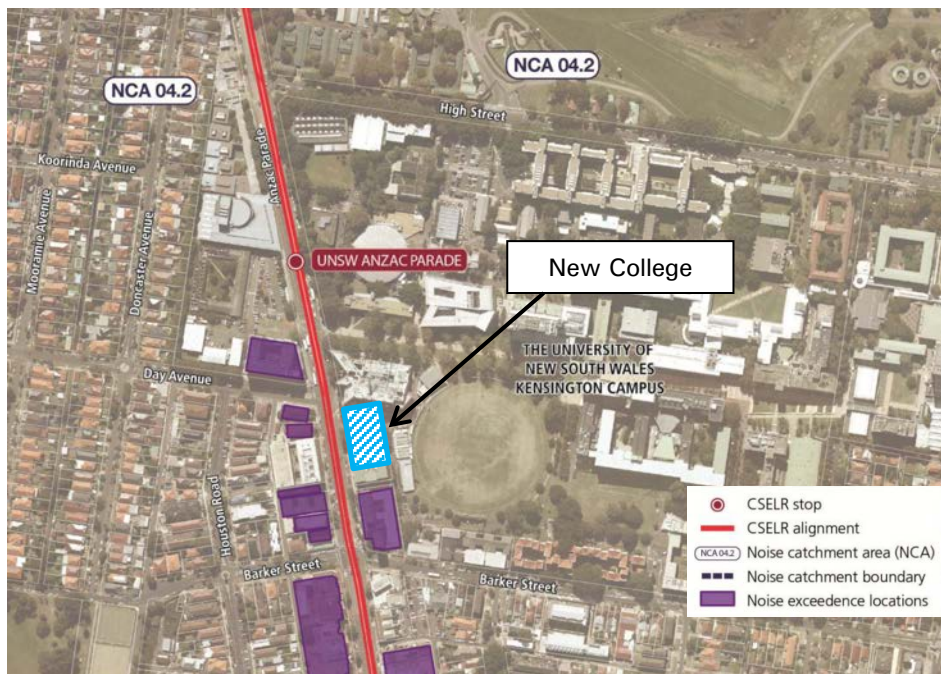 NCA 04.2
NCA 04.2
High Street
Anzac Parade
Koorinda Avenue
Mooramie Avenue
Doncaster Avenue
UNSW ANZAC PARADE
New College
THE UNIVERSITY OF
NEW SOUTH WALES
KENSINGTON CAMPUS
Day Avenue
Houston Road
Barker Street
Barker Street
CSELR stop
CSELR alignment
NCA 04.2 Noise catchment area (NCA)
Noise catchment boundary
Noise exceedence locations